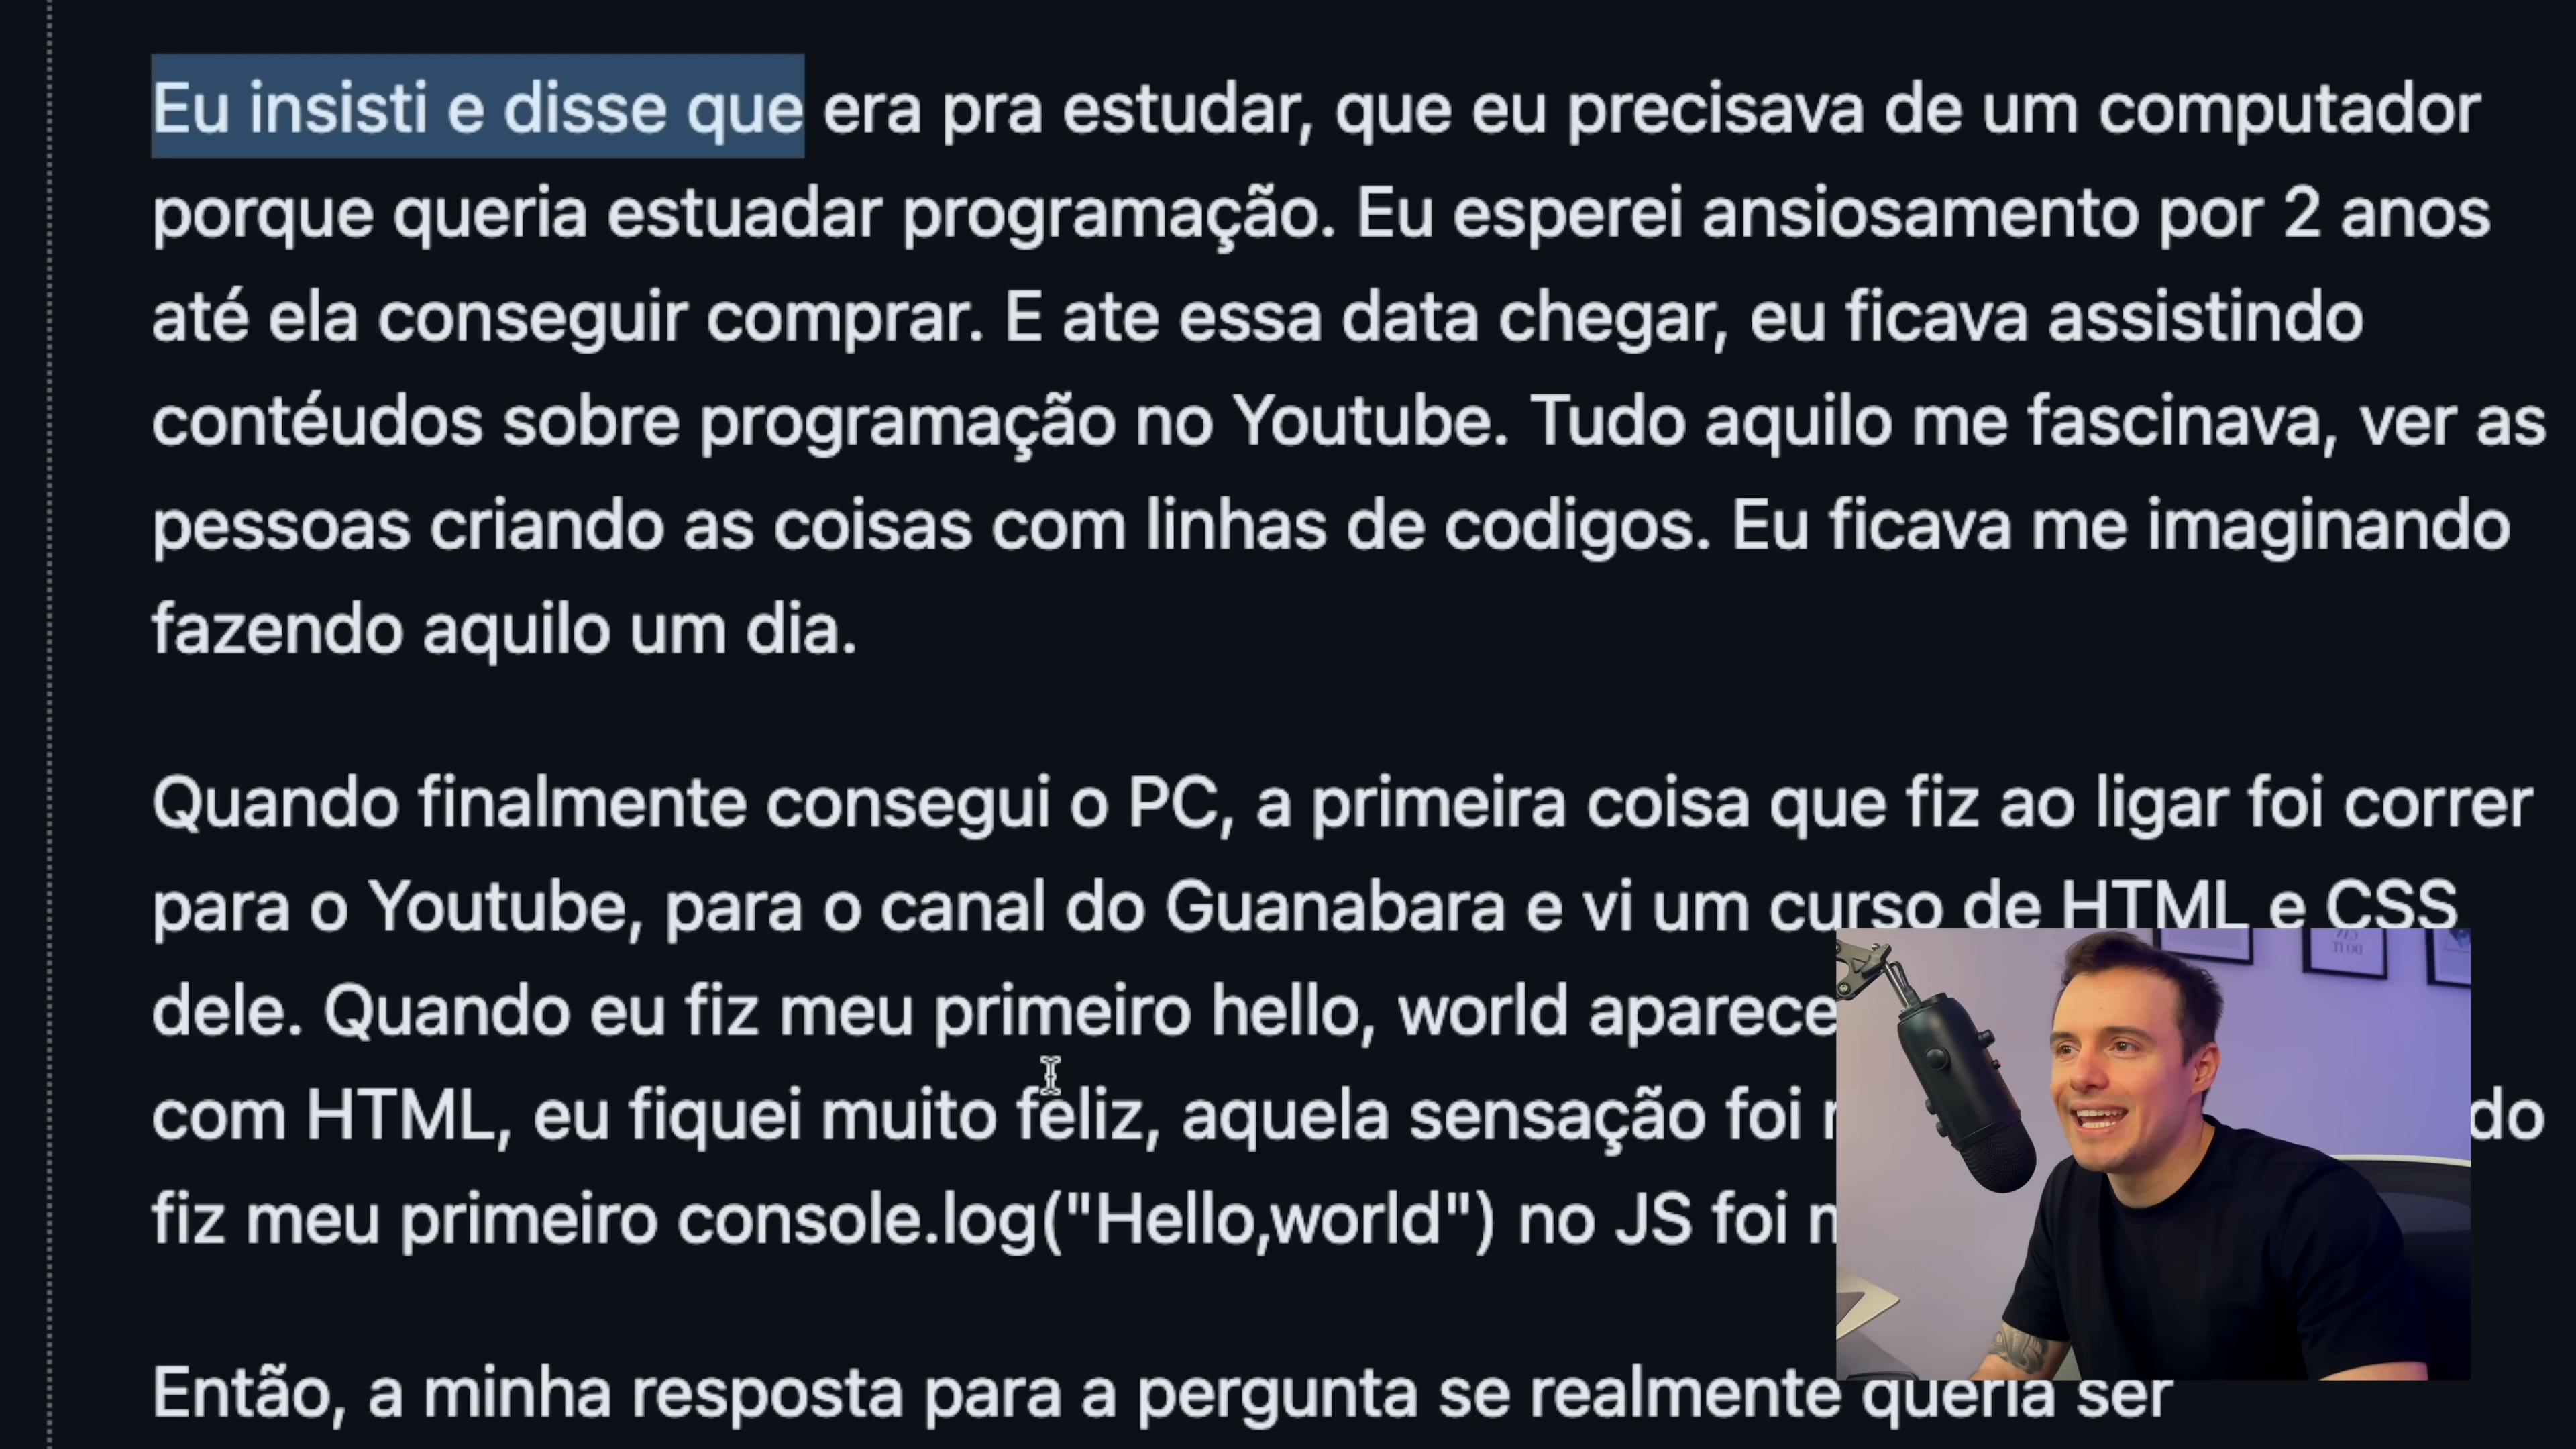 Eu insisti e disse que era pra estudar, que eu precisava de um computador
porque queria estuadar programação. Eu esperei ansiosamento por 2 anos
até ela conseguir comprar. E ate essa data chegar, eu ficava assistindo
contéudos sobre programação no Youtube. Tudo aquilo me fascinava, ver as
pessoas criando as coisas com linhas de codigos. Eu ficava me imaginando
fazendo aquilo um dia.
Quando finalmente consegui o PC, a primeira coisa que fiz ao ligar foi correr
para o Youtube, para o canal do Guanabara e vi um curso de HTML e CSS
dele. Quando eu fiz meu primeiro hello, world aparece
com HTML, eu fiquei muito feliz, aquela sensação foi do
fiz meu primeiro console.log("Hello,world") no JS foi
Então, a minha resposta para a pergunta se realmente queria ser